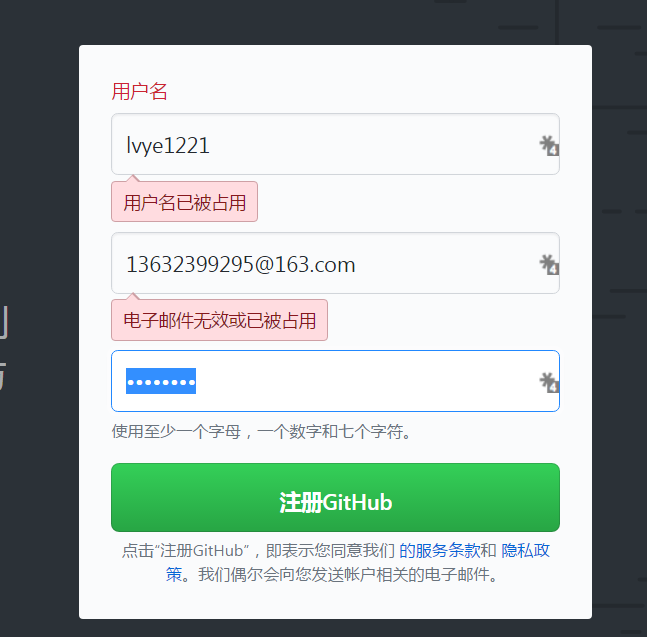 用户名
lvye1221
用户名已被占用
13632399295@163.com
电子邮件无效或已被占用
••••••••
使用至少一个字母，一个数字和七个字符。
注册GitHub
点击“注册GitHub”，即表示您同意我们 的服务条款和 隐私政
策。我们偶尔会向您发送帐户相关的电子邮件。